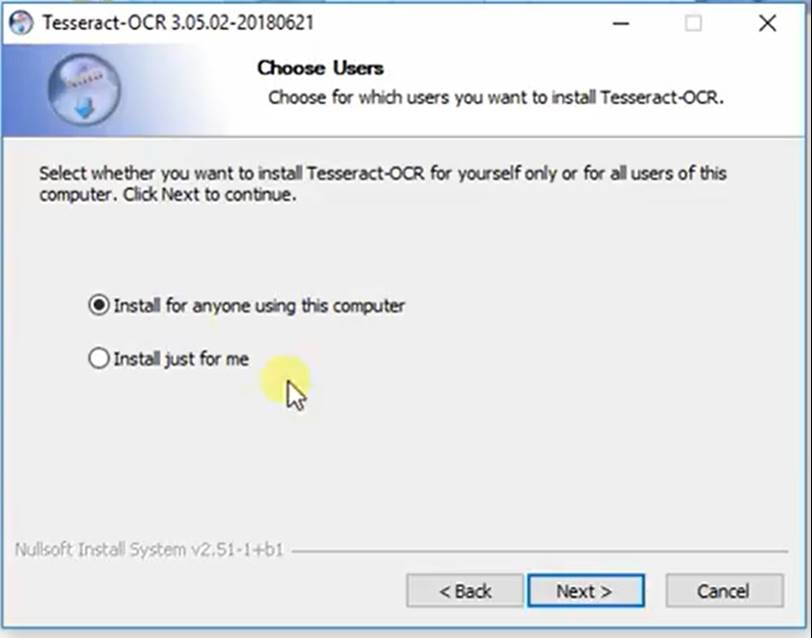 Tesseract-OCR 3.05.02-20180621
Choose Users
Choose for which users you want to install Tesseract-OCR.
Select whether you want to install Tesseract-OCR for yourself only or for all users of this
computer. Click Next to continue.
Install for anyone using this computer
Install just for me
Nullsoft Install System v2.51-1+b1
< Back
Next >
Cancel